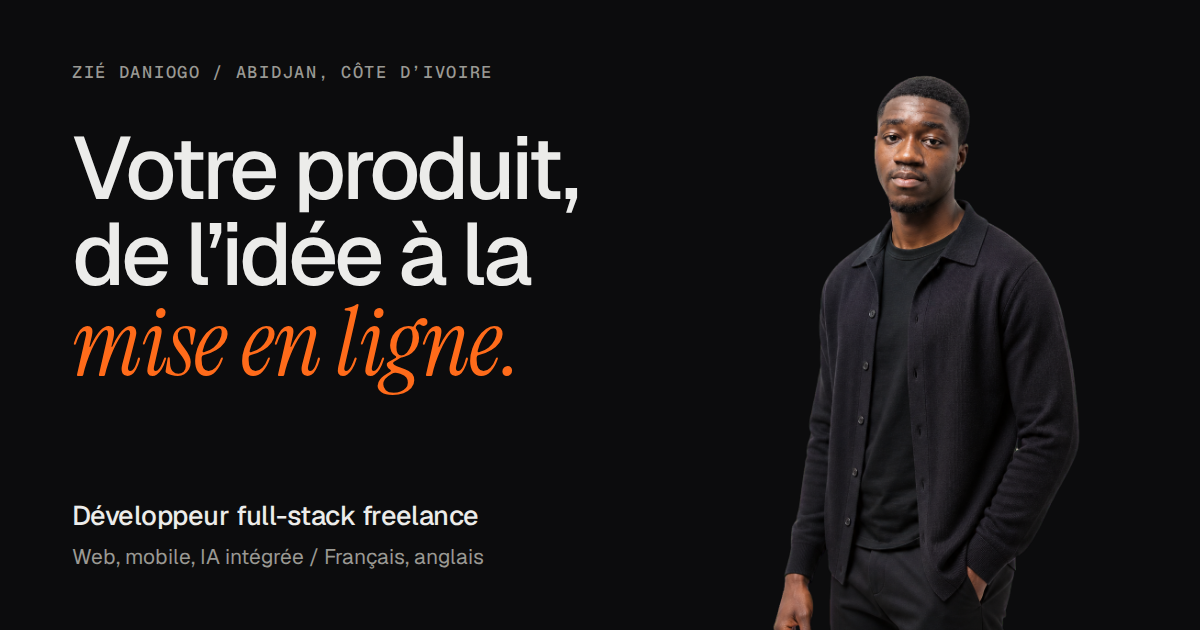 ZIÉ DANIOGO / ABIDJAN, CÔTE D’IVOIRE
Votre produit,
de l’idée à la
mise en ligne.
Développeur full-stack freelance
Web, mobile, IA intégrée / Français, anglais